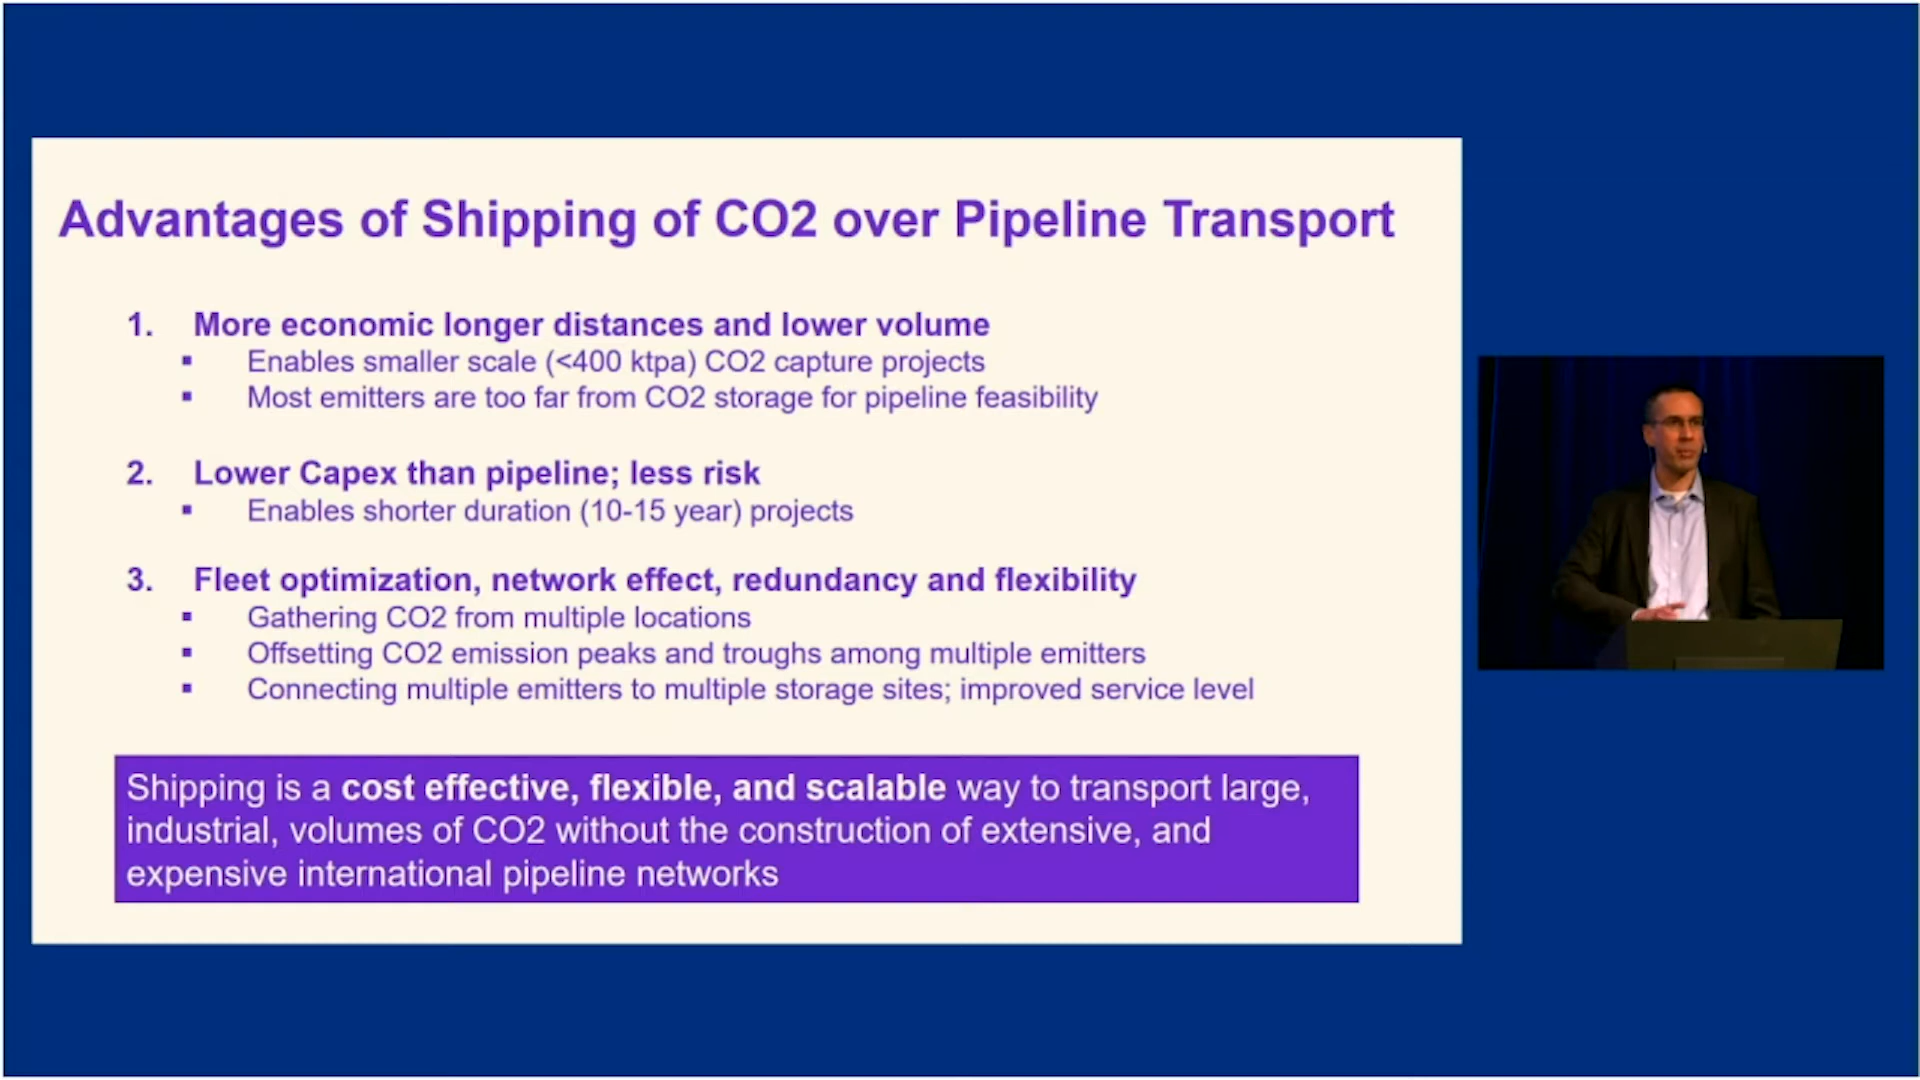 Advantages of Shipping of CO2 over Pipeline Transport
1. More economic longer distances and lower volume
▪ Enables smaller scale (<400 ktpa) CO2 capture projects
▪ Most emitters are too far from CO2 storage for pipeline feasibility
2. Lower Capex than pipeline; less risk
▪ Enables shorter duration (10-15 year) projects
3. Fleet optimization, network effect, redundancy and flexibility
▪ Gathering CO2 from multiple locations
▪ Offsetting CO2 emission peaks and troughs among multiple emitters
▪ Connecting multiple emitters to multiple storage sites; improved service level
Shipping is a cost effective, flexible, and scalable way to transport large,
industrial, volumes of CO2 without the construction of extensive, and
expensive international pipeline networks